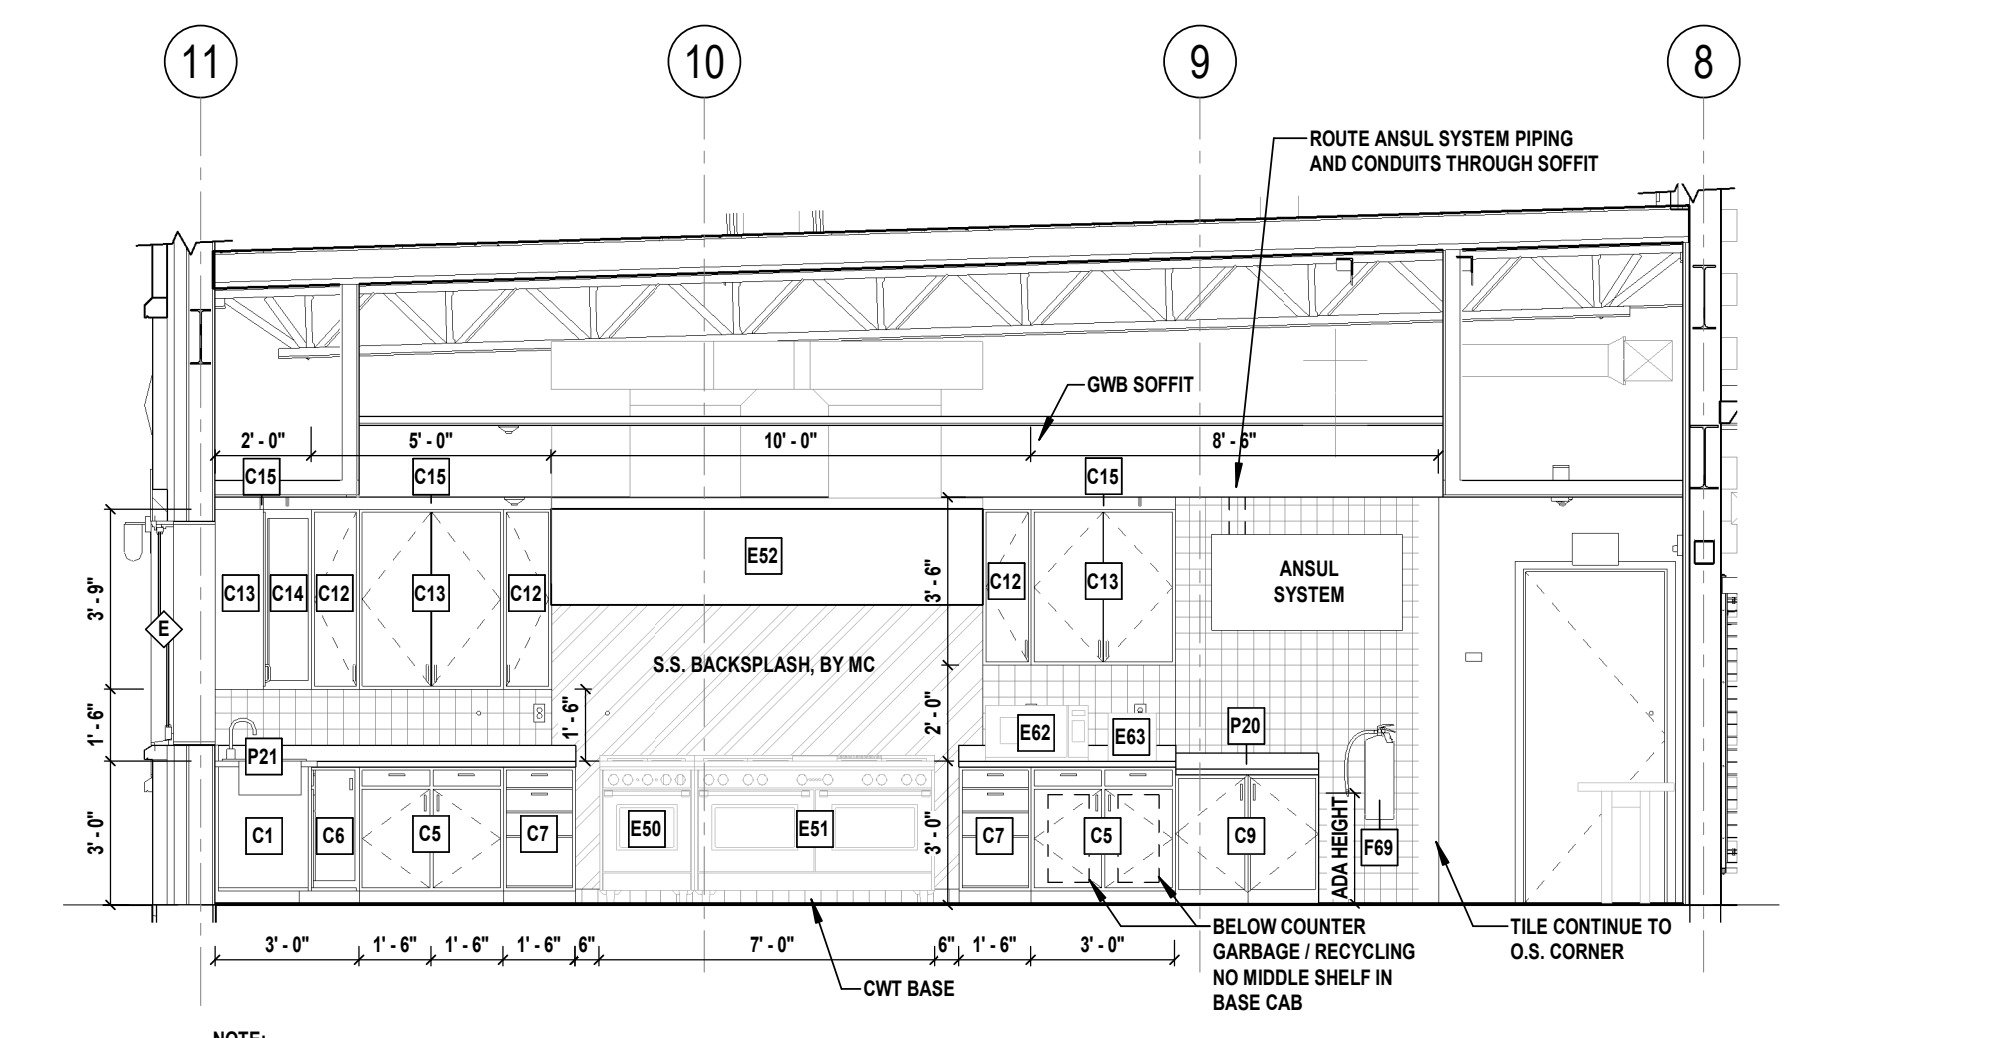 11
10
9
8
ROUTE ANSUL SYSTEM PIPING
AND CONDUITS THROUGH SOFFIT
GWB SOFFIT
2' - 0"
5' - 0"
10' - 0"
8' - 6"
C15
C15
C15
E52
ANSUL
SYSTEM
C13
C14
C12
C13
C12
C12
C13
3' - 9"
3' - 6"
E
S.S. BACKSPLASH, BY MC
1' - 6"
1' - 6"
2' - 0"
P21
E62
E63
P20
3' - 0"
C1
C6
C5
C7
E50
E51
3' - 0"
C7
C5
C9
ADA HEIGHT
F69
3' - 0"
1' - 6"
1' - 6"
1' - 6"
6"
7' - 0"
6"
1' - 6"
3' - 0"
CWT BASE
BELOW COUNTER
GARBAGE / RECYCLING
NO MIDDLE SHELF IN
BASE CAB
TILE CONTINUE TO
O.S. CORNER
NOTE: